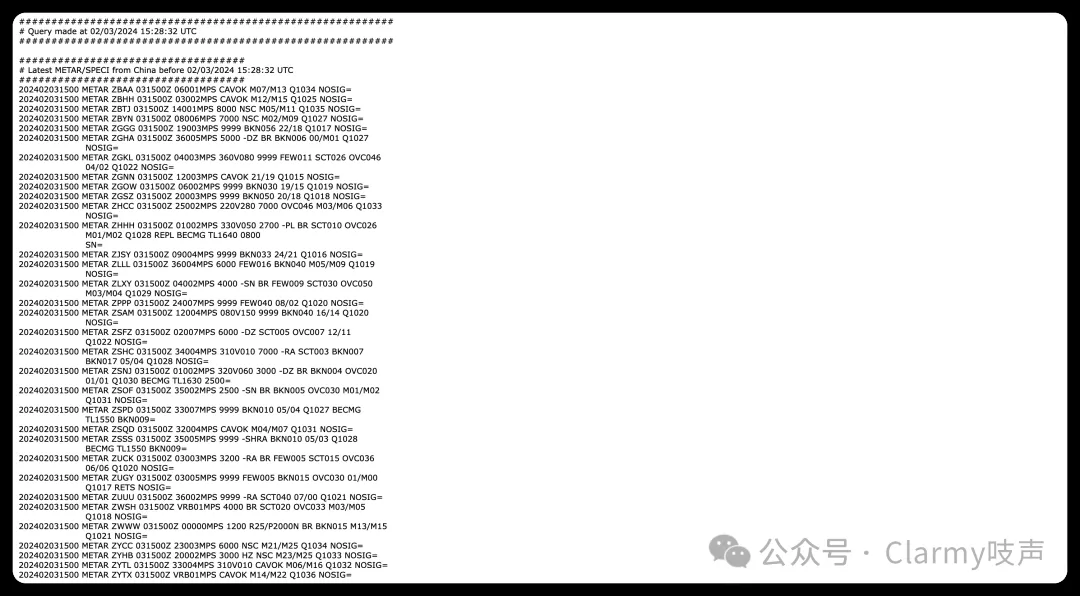 ##########################################################
# Query made at 02/03/2024 15:28:32 UTC
##########################################################
###################################
# Latest METAR/SPECI from China before 02/03/2024 15:28:32 UTC
###################################
202402031500 METAR ZBAA 031500Z 06001MPS CAVOK M07/M13 Q1034 NOSIG=
202402031500 METAR ZBHH 031500Z 03002MPS CAVOK M12/M15 Q1025 NOSIG=
202402031500 METAR ZBTJ 031500Z 14001MPS 8000 NSC M05/M11 Q1035 NOSIG=
202402031500 METAR ZBYN 031500Z 08006MPS 7000 NSC M02/M09 Q1027 NOSIG=
202402031500 METAR ZGGG 031500Z 19003MPS 9999 BKN056 22/18 Q1017 NOSIG=
202402031500 METAR ZGHA 031500Z 36005MPS 5000 -DZ BR BKN006 00/M01 Q1027
NOSIG=
202402031500 METAR ZGKL 031500Z 04003MPS 360V080 9999 FEW011 SCT026 OVC046
04/02 Q1022 NOSIG=
202402031500 METAR ZGNN 031500Z 12003MPS CAVOK 21/19 Q1015 NOSIG=
202402031500 METAR ZGOW 031500Z 06002MPS 9999 BKN030 19/15 Q1019 NOSIG=
202402031500 METAR ZGSZ 031500Z 20003MPS 9999 BKN050 20/18 Q1018 NOSIG=
202402031500 METAR ZHCC 031500Z 25002MPS 220V280 7000 OVC046 M03/M06 Q1033
NOSIG=
202402031500 METAR ZHHH 031500Z 01002MPS 330V050 2700 -PL BR SCT010 OVC026
M01/M02 Q1028 REPL BECMG TL1640 0800
SN=
202402031500 METAR ZJSY 031500Z 09004MPS 9999 BKN033 24/21 Q1016 NOSIG=
202402031500 METAR ZLLL 031500Z 36004MPS 6000 FEW016 BKN040 M05/M09 Q1019
NOSIG=
202402031500 METAR ZLXY 031500Z 04002MPS 4000 -SN BR FEW009 SCT030 OVC050
M03/M04 Q1029 NOSIG=
202402031500 METAR ZPPP 031500Z 24007MPS 9999 FEW040 08/02 Q1020 NOSIG=
202402031500 METAR ZSAM 031500Z 12004MPS 080V150 9999 BKN040 16/14 Q1020
NOSIG=
202402031500 METAR ZSFZ 031500Z 02007MPS 6000 -DZ SCT005 OVC007 12/11
Q1022 NOSIG=
202402031500 METAR ZSHC 031500Z 34004MPS 310V010 7000 -RA SCT003 BKN007
BKN017 05/04 Q1028 NOSIG=
202402031500 METAR ZSNJ 031500Z 01002MPS 320V060 3000 -DZ BR BKN004 OVC020
01/01 Q1030 BECMG TL1630 2500=
202402031500 METAR ZSOF 031500Z 35002MPS 2500 -SN BR BKN005 OVC030 M01/M02
Q1031 NOSIG=
202402031500 METAR ZSPD 031500Z 33007MPS 9999 BKN010 05/04 Q1027 BECMG
TL1550 BKN009=
202402031500 METAR ZSQD 031500Z 32004MPS CAVOK M04/M07 Q1031 NOSIG=
202402031500 METAR ZSSS 031500Z 35005MPS 9999 -SHRA BKN010 05/03 Q1028
BECMG TL1550 BKN009=
202402031500 METAR ZUCK 031500Z 03003MPS 3200 -RA BR FEW005 SCT015 OVC036
06/06 Q1020 NOSIG=
202402031500 METAR ZUGY 031500Z 03005MPS 9999 FEW005 BKN015 OVC030 01/M00
Q1017 RETS NOSIG=
202402031500 METAR ZUUU 031500Z 36002MPS 9999 -RA SCT040 07/00 Q1021 NOSIG=
202402031500 METAR ZWSH 031500Z VRB01MPS 4000 BR SCT020 OVC033 M03/M05
Q1018 NOSIG=
202402031500 METAR ZWWW 031500Z 00000MPS 1200 R25/P2000N BR BKN015 M13/M15
Q1021 NOSIG=
202402031500 METAR ZYCC 031500Z 23003MPS 6000 NSC M21/M25 Q1034 NOSIG=
202402031500 METAR ZYHB 031500Z 20002MPS 3000 HZ NSC M23/M25 Q1033 NOSIG=
202402031500 METAR ZYTL 031500Z 33004MPS 310V010 CAVOK M06/M16 Q1032 NOSIG=
202402031500 METAR ZYTX 031500Z VRB01MPS CAVOK M14/M22 Q1036 NOSIG=
公众号 · Clarmy吱声